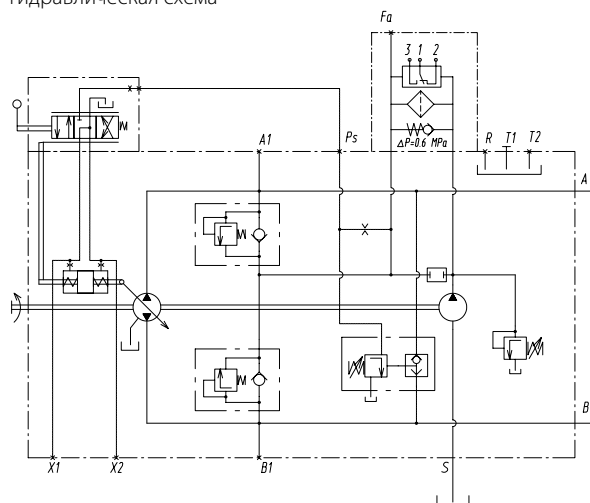 гидравлическая схема
Fa
3 1 2
ΔP=0.6 MPa
A1
Ps
R T1 T2
A
B
X1
X2
B1
S